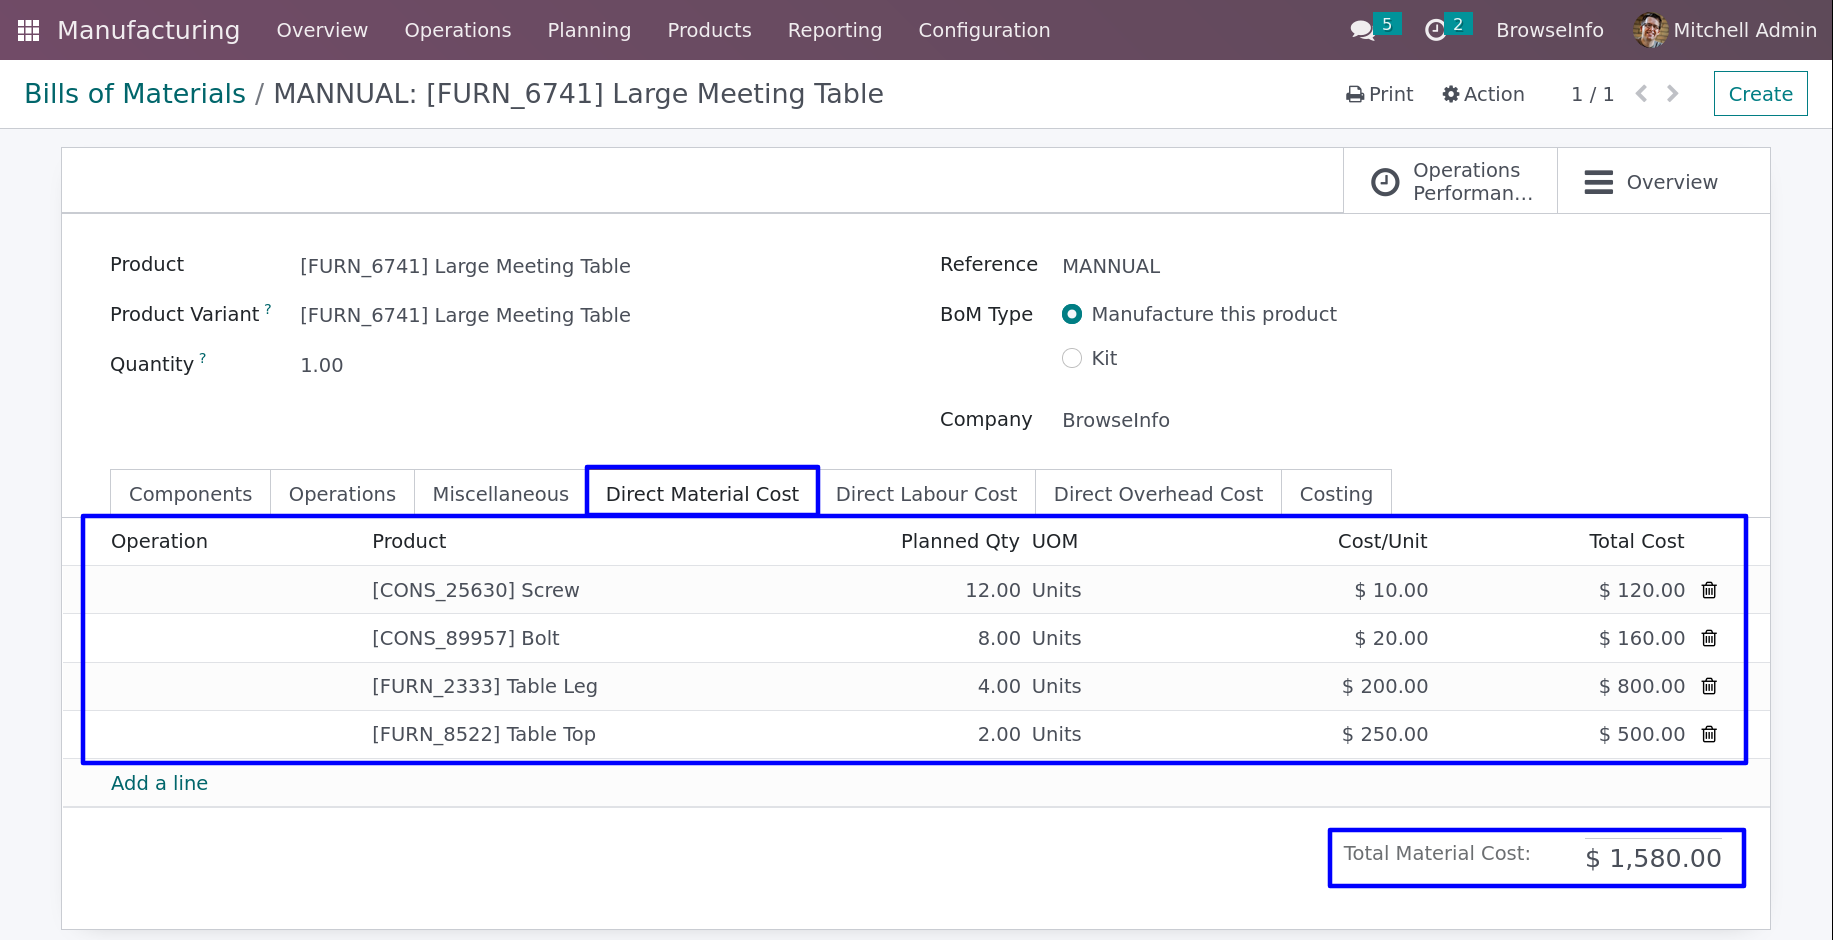 Manufacturing Overview Operations Planning Products Reporting Configuration 5 2 BrowseInfo Mitchell Admin
Bills of Materials / MANNUAL: [FURN_6741] Large Meeting Table Print Action 1 / 1 Create
Operations
Performan...
Overview
Product [FURN_6741] Large Meeting Table
Product Variant ? [FURN_6741] Large Meeting Table
Quantity ? 1.00
Reference MANNUAL
BoM Type Manufacture this product
Kit
Company BrowseInfo
Components Operations Miscellaneous Direct Material Cost Direct Labour Cost Direct Overhead Cost Costing
Operation Product Planned Qty UOM Cost/Unit Total Cost
[CONS_25630] Screw 12.00 Units $ 10.00 $ 120.00
[CONS_89957] Bolt 8.00 Units $ 20.00 $ 160.00
[FURN_2333] Table Leg 4.00 Units $ 200.00 $ 800.00
[FURN_8522] Table Top 2.00 Units $ 250.00 $ 500.00
Add a line
Total Material Cost: $ 1,580.00